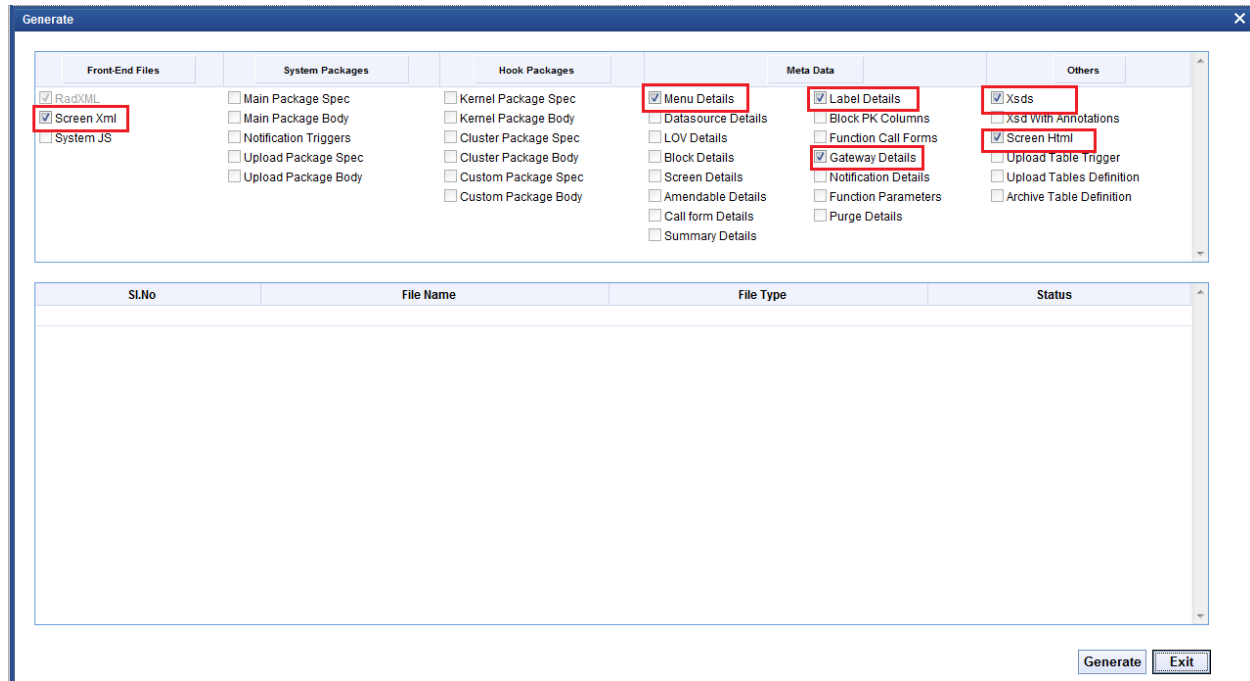 Generate
Front-End Files System Packages Hook Packages Meta Data Others
RadXML Main Package Spec Kernel Package Spec Menu Details Label Details Xsds
Screen Xml Main Package Body Kernel Package Body Datasource Details Block PK Columns Xsd With Annotations
System JS Notification Triggers Cluster Package Spec LOV Details Function Call Forms Screen Html
Upload Package Spec Cluster Package Body Block Details Gateway Details Upload Table Trigger
Upload Package Body Custom Package Spec Screen Details Notification Details Upload Tables Definition
Custom Package Body Amendable Details Function Parameters Archive Table Definition
Call form Details Purge Details
Summary Details
Sl.No File Name File Type Status
Generate Exit